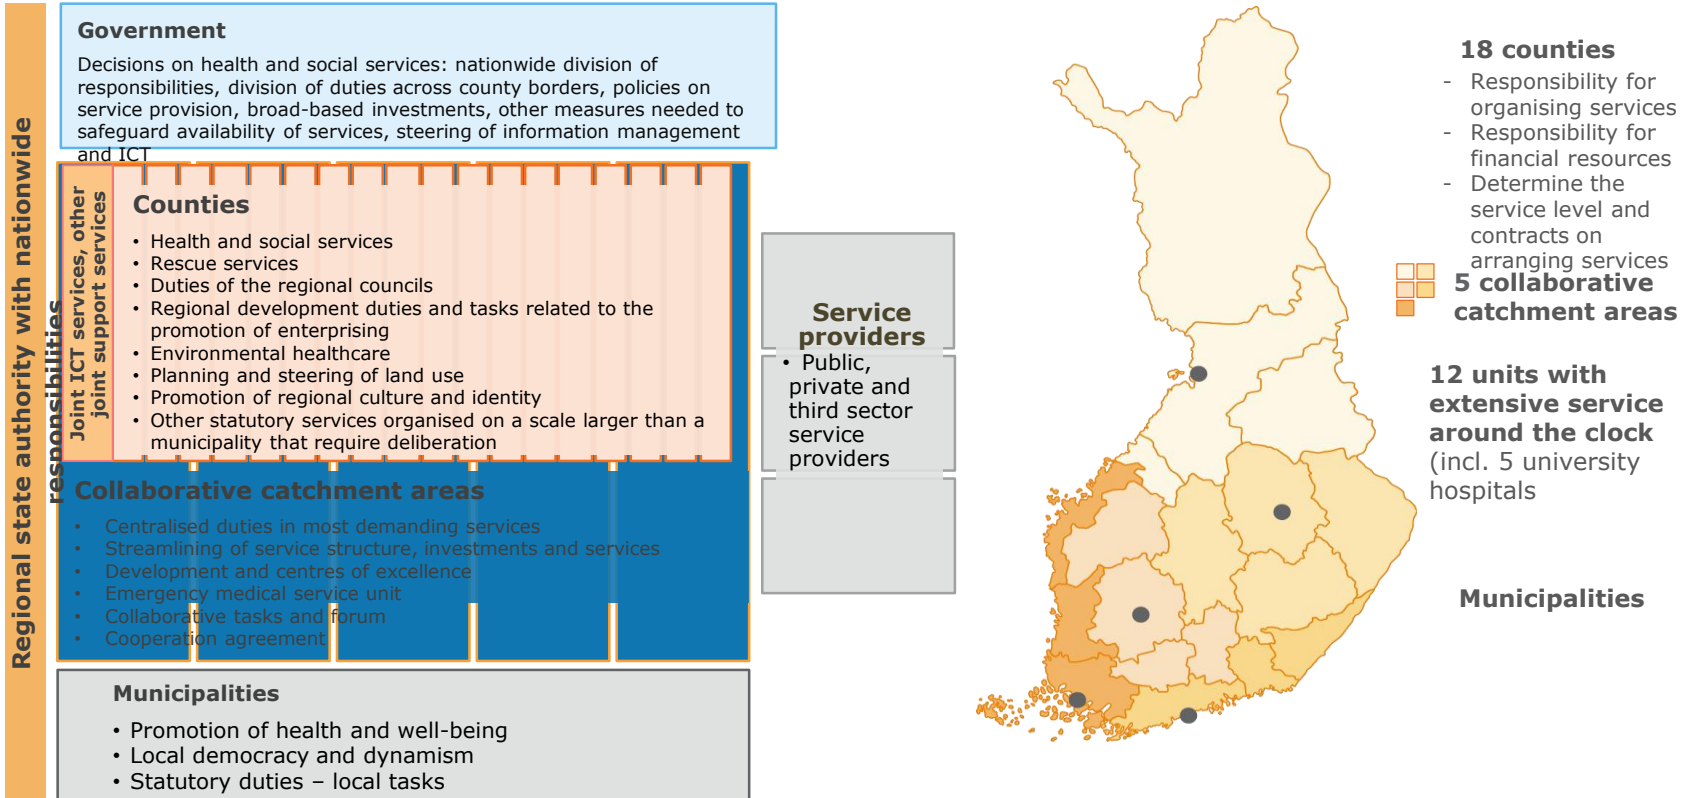 Regional state authority with nationwide
responsibilities
Government
Decisions on health and social services: nationwide division of
responsibilities, division of duties across county borders, policies on
service provision, broad-based investments, other measures needed to
safeguard availability of services, steering of information management
and ICT
Joint ICT services, other
joint support services
Counties
• Health and social services
• Rescue services
• Duties of the regional councils
• Regional development duties and tasks related to the
promotion of enterprising
• Environmental healthcare
• Planning and steering of land use
• Promotion of regional culture and identity
• Other statutory services organised on a scale larger than a
municipality that require deliberation
Collaborative catchment areas
• Centralised duties in most demanding services
• Streamlining of service structure, investments and services
• Development and centres of excellence
• Emergency medical service unit
• Collaborative tasks and forum
• Cooperation agreement
Municipalities
• Promotion of health and well-being
• Local democracy and dynamism
• Statutory duties – local tasks
Service
providers
• Public,
private and
third sector
service
providers
18 counties
- Responsibility for
organising services
- Responsibility for
financial resources
- Determine the
service level and
contracts on
arranging services
5 collaborative
catchment areas
12 units with
extensive service
around the clock
(incl. 5 university
hospitals
Municipalities